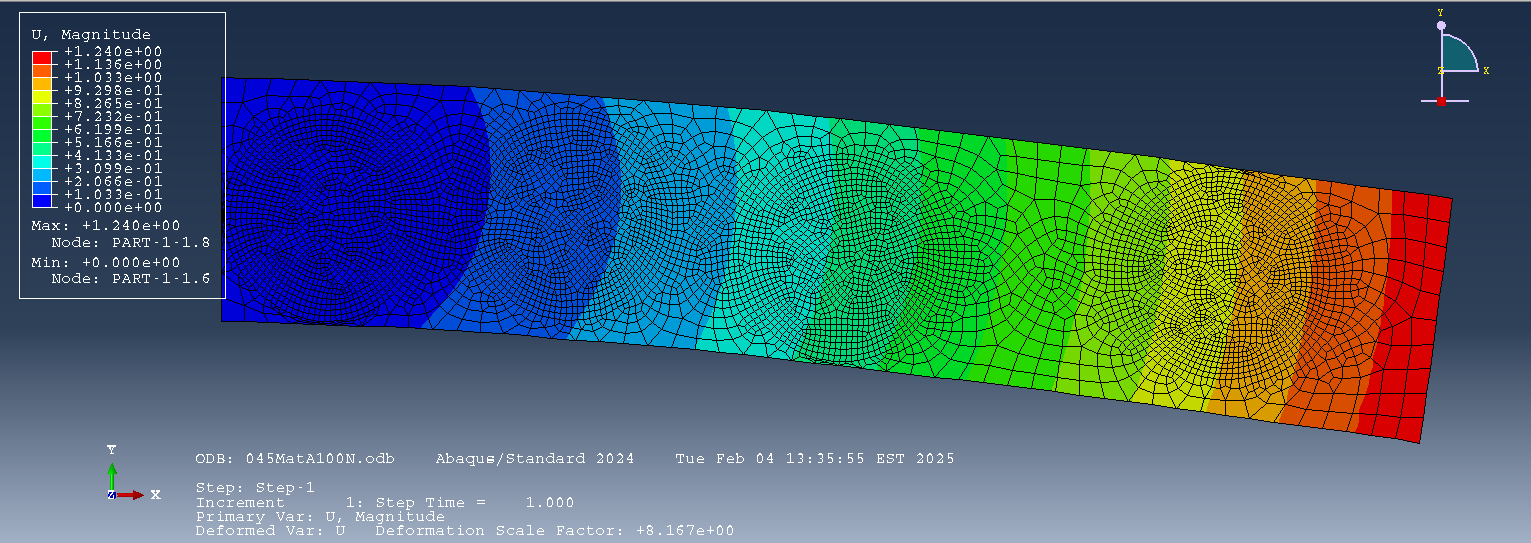 U, Magnitude
+1.240e+00
+1.136e+00
+1.033e+00
+9.298e-01
+8.265e-01
+7.232e-01
+6.199e-01
+5.166e-01
+4.133e-01
+3.099e-01
+2.066e-01
+1.033e-01
+0.000e+00
Max: +1.240e+00
Node: PART-1-1.8
Min: +0.000e+00
Node: PART-1-1.6
Y
Z X
Y
Z X
ODB: 045MatA100N.odb Abaqus/Standard 2024 Tue Feb 04 13:35:55 EST 2025
Step: Step-1
Increment 1: Step Time = 1.000
Primary Var: U, Magnitude
Deformed Var: U Deformation Scale Factor: +8.167e+00